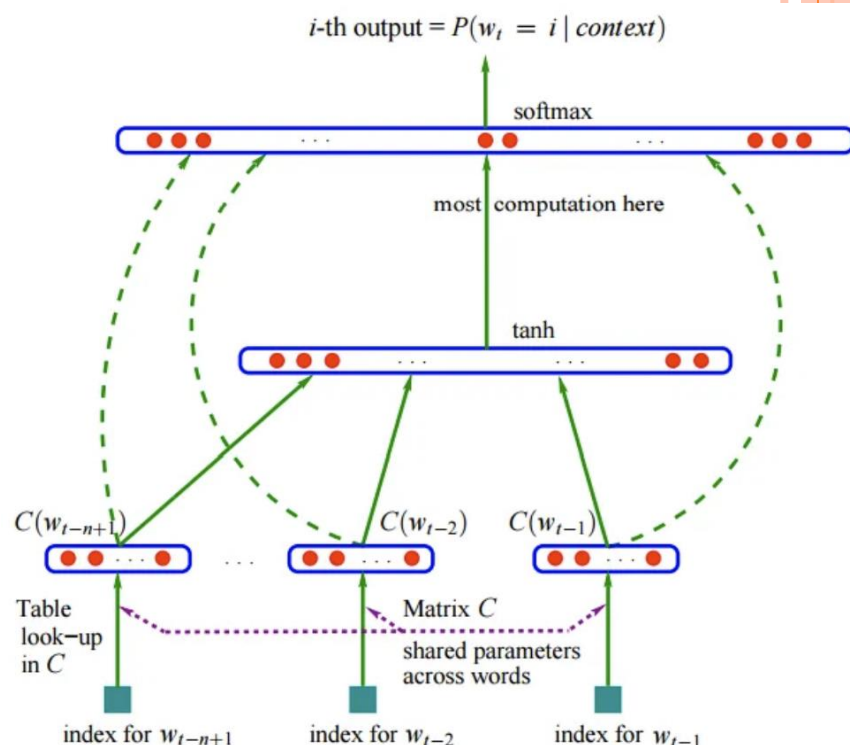 i-th output = P(w_t = i | context)
softmax
. . .
. . .
most computation here
tanh
. . .
. . .
C(w_{t−n+1})
C(w_{t−2})
C(w_{t−1})
. . .
. . .
. . .
. . .
Table
look−up
in C
Matrix C
shared parameters
across words
index for w_{t−n+1}
index for w_{t−2}
index for w_{t−1}